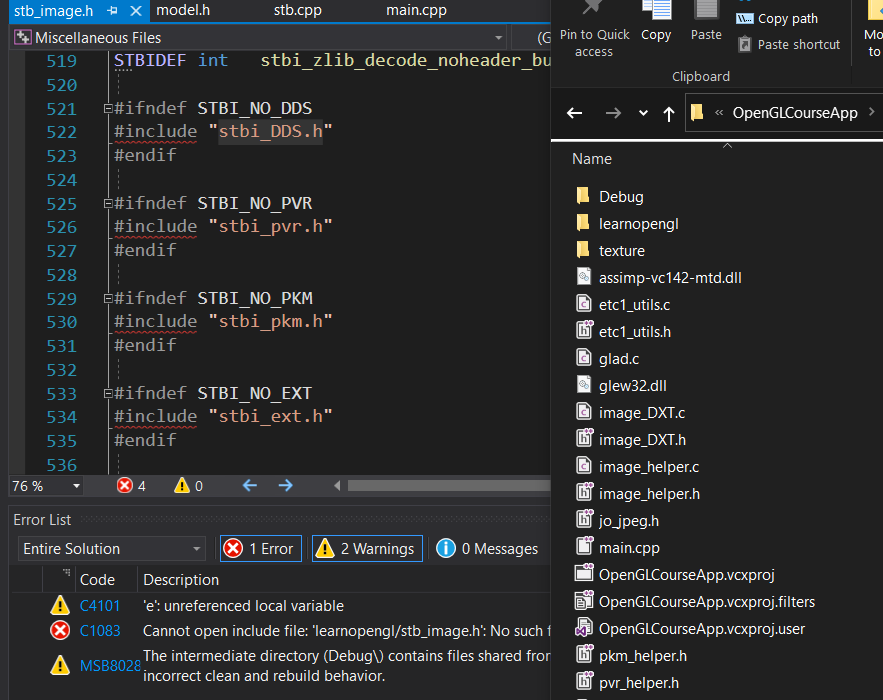 stb_image.h
model.h
stb.cpp
main.cpp
Miscellaneous Files
(G
519 STBIDEF int stbi_zlib_decode_noheader_bu
520
521 #ifndef STBI_NO_DDS
522 #include "stbi_DDS.h"
523 #endif
524
525 #ifndef STBI_NO_PVR
526 #include "stbi_pvr.h"
527 #endif
528
529 #ifndef STBI_NO_PKM
530 #include "stbi_pkm.h"
531 #endif
532
533 #ifndef STBI_NO_EXT
534 #include "stbi_ext.h"
535 #endif
536
76 %
4
0
Error List
Entire Solution
1 Error
2 Warnings
0 Messages
Code Description
C4101 'e': unreferenced local variable
C1083 Cannot open include file: 'learnopengl/stb_image.h': No such f
MSB8028 The intermediate directory (Debug\) contains files shared from
incorrect clean and rebuild behavior.
Pin to Quick
access
Copy
Paste
Copy path
Paste shortcut
Mo
to
Clipboard
« OpenGLCourseApp
Name
Debug
learnopengl
texture
assimp-vc142-mtd.dll
etc1_utils.c
etc1_utils.h
glad.c
glew32.dll
image_DXT.c
image_DXT.h
image_helper.c
image_helper.h
jo_jpeg.h
main.cpp
OpenGLCourseApp.vcxproj
OpenGLCourseApp.vcxproj.filters
OpenGLCourseApp.vcxproj.user
pkm_helper.h
pvr_helper.h